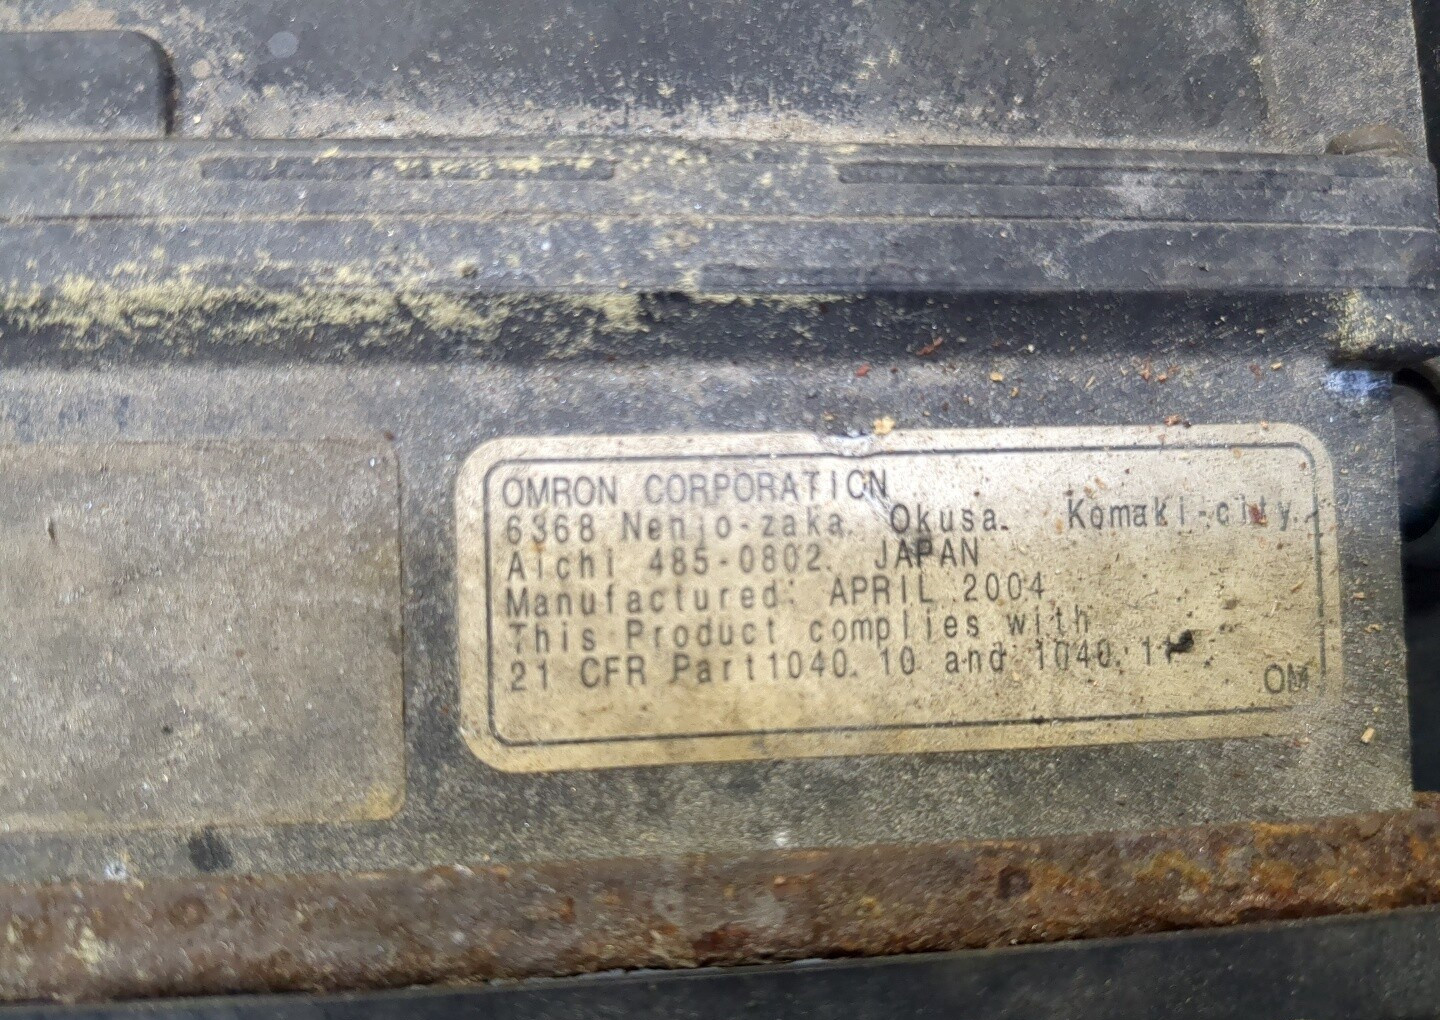 OMRON CORPORATION
6368 Nenjo-zaka, Okusa, Komaki-city,
Aichi 485-0802, JAPAN
Manufactured: APRIL 2004
This Product complies with
21 CFR Part1040.10 and 1040.11
OM